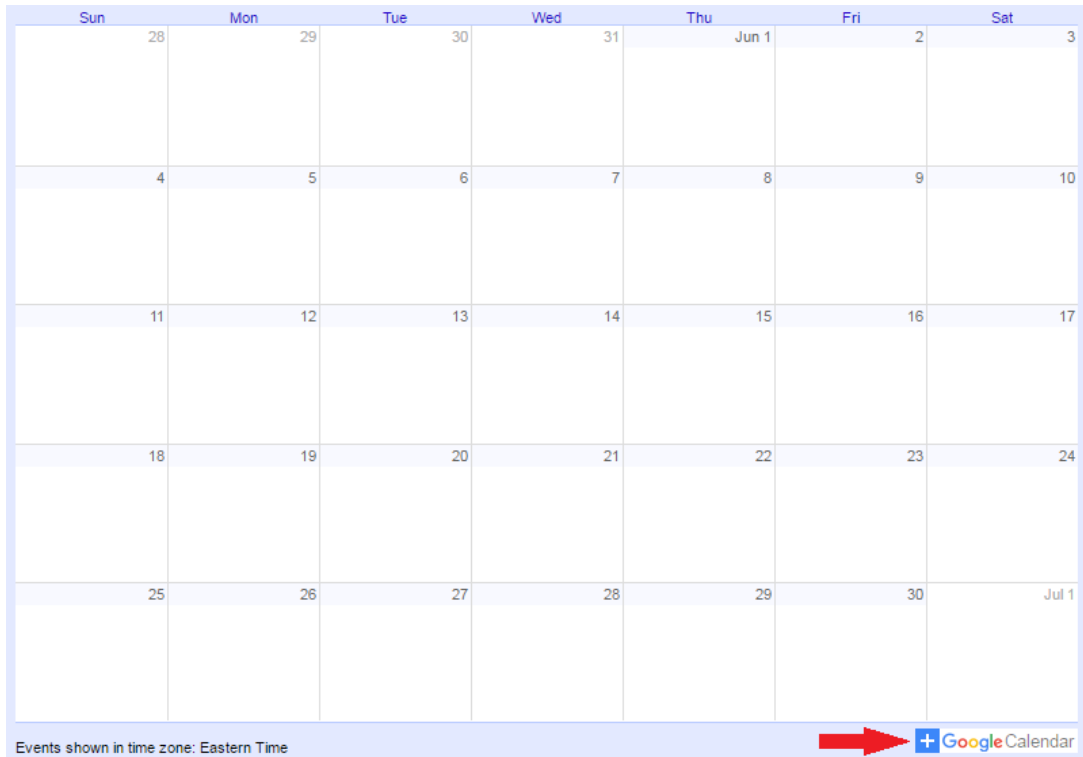 Sun Mon Tue Wed Thu Fri Sat
28 29 30 31 Jun 1 2 3
4 5 6 7 8 9 10
11 12 13 14 15 16 17
18 19 20 21 22 23 24
25 26 27 28 29 30 Jul 1
Events shown in time zone: Eastern Time
+ Google Calendar